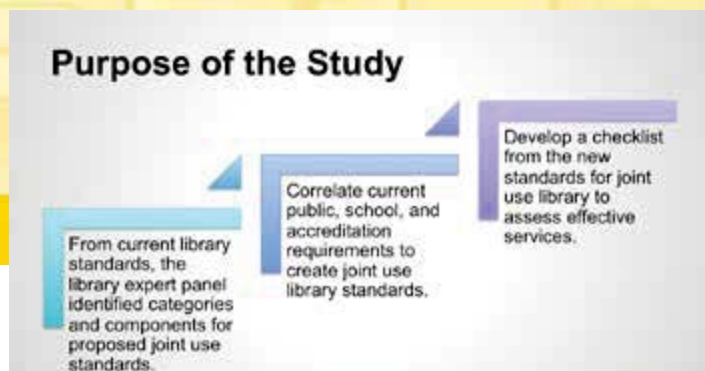 Purpose of the Study
From current library
standards, the
library expert panel
identified categories
and components for
proposed joint use
standards.
Correlate current
public, school, and
accreditation
requirements to
create joint use
library standards.
Develop a checklist
from the new
standards for joint
use library to
assess effective
services.